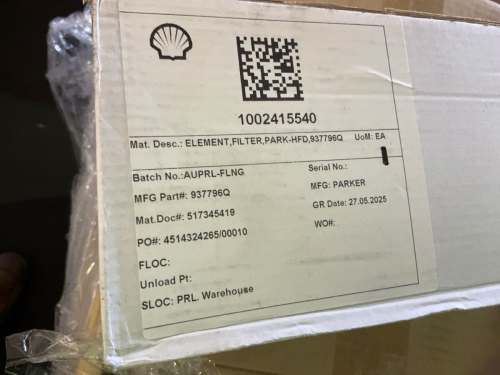 1002415540
Mat. Desc.: ELEMENT,FILTER,PARK-HFD,937796Q UoM: EA
Batch No.:AUPRL-FLNG Serial No.:
MFG Part#: 937796Q MFG: PARKER
Mat.Doc#: 517345419 GR Date: 27.05.2025
PO#: 4514324265/00010 WO#:
FLOC:
Unload Pt:
SLOC: PRL. Warehouse